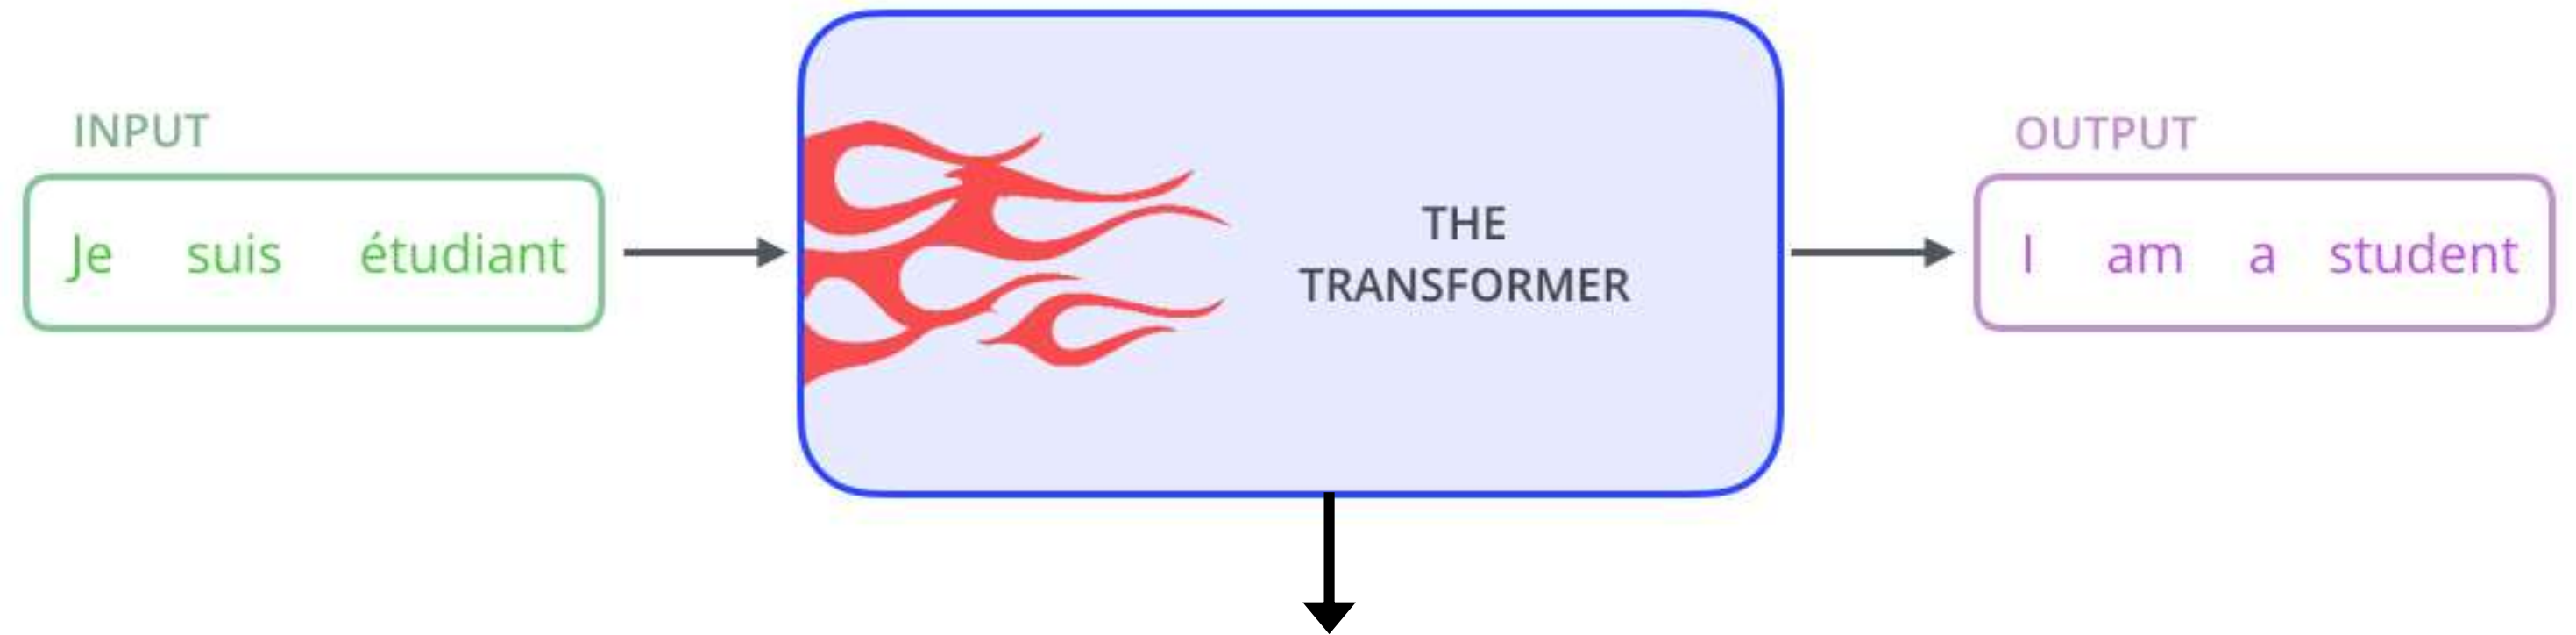 INPUT
Je suis étudiant
THE
TRANSFORMER
OUTPUT
I am a student